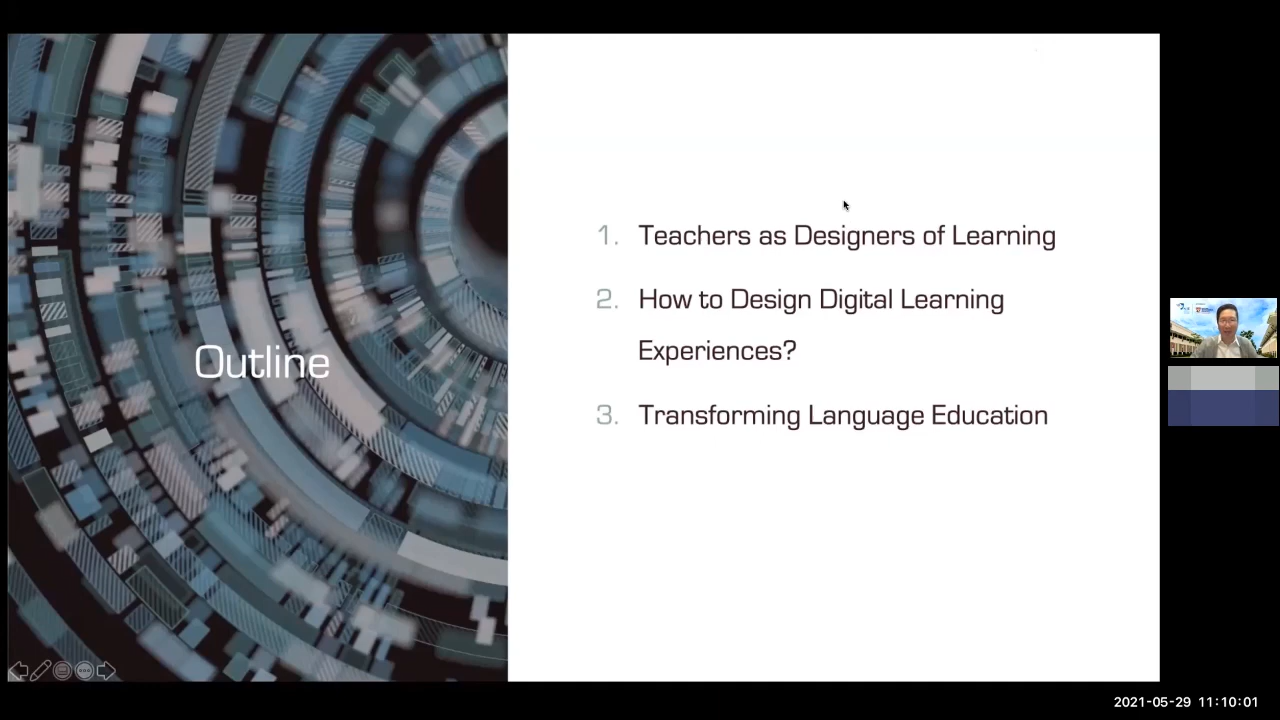 Outline
1. Teachers as Designers of Learning
2. How to Design Digital Learning
Experiences?
3. Transforming Language Education
2021-05-29 11:10:01